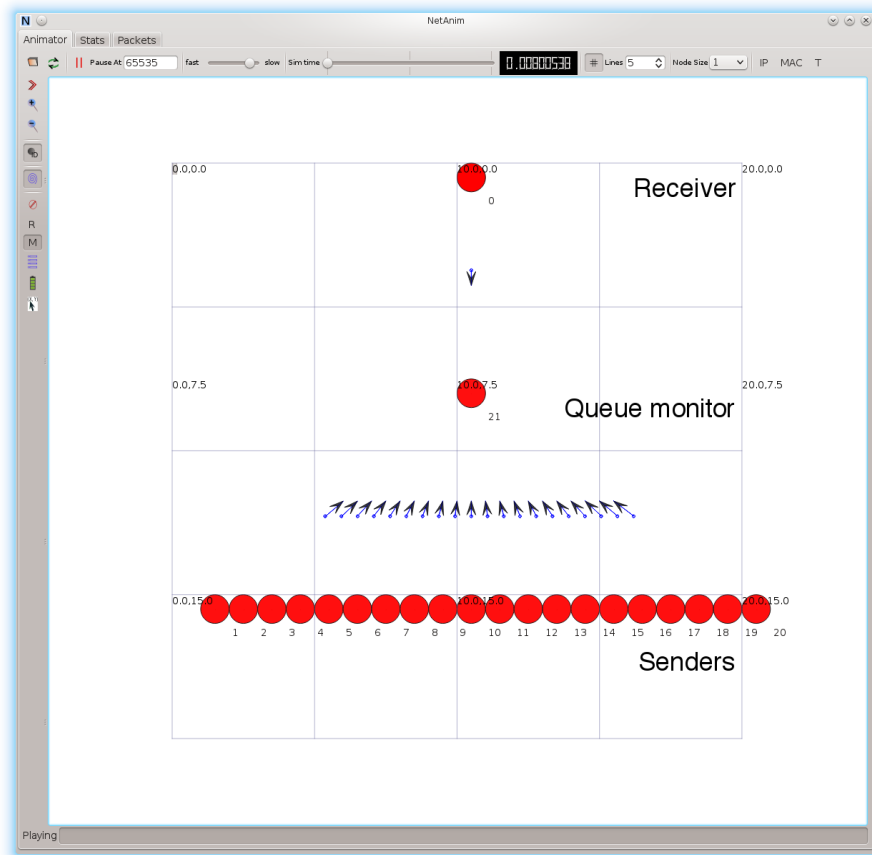 N NetAnim
Animator Stats Packets
Pause At 65535 fast slow Sim time 0.00800538 # Lines 5 Node Size 1 IP MAC T
R
M
0.0,0.0 10.0,0.0 20.0,0.0
Receiver
0
0.0,7.5 10.0,7.5 20.0,7.5
Queue monitor
21
0.0,15.0 10.0,15.0 20.0,15.0
1 2 3 4 5 6 7 8 9 10 11 12 13 14 15 16 17 18 19 20
Senders
Playing